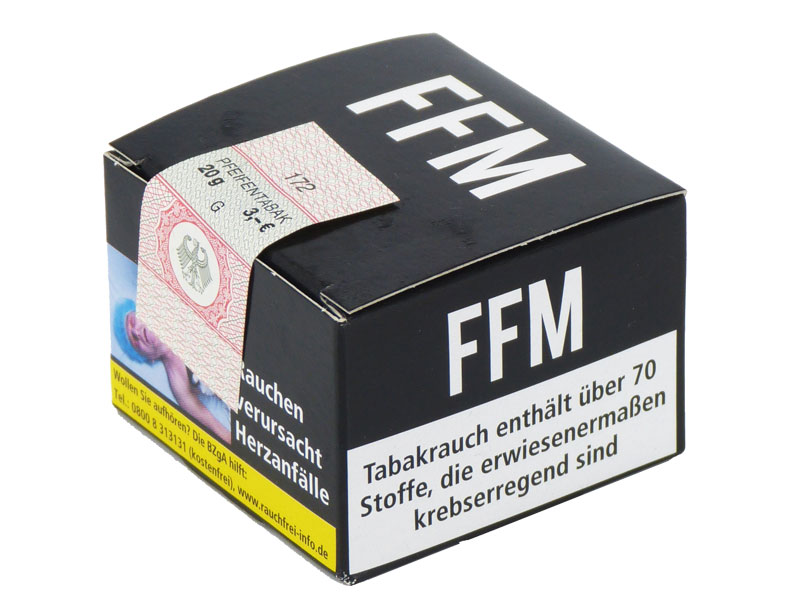 FFM
172
PFEIFENTABAK
20 g 3,- €
G
FFM
Tabakrauch enthält über 70
Stoffe, die erwiesenermaßen
krebserregend sind
Rauchen
verursacht
Herzanfälle
Wollen Sie aufhören? Die BZgA hilft:
Tel.: 0800 8 313131 (kostenfrei), www.rauchfrei-info.de